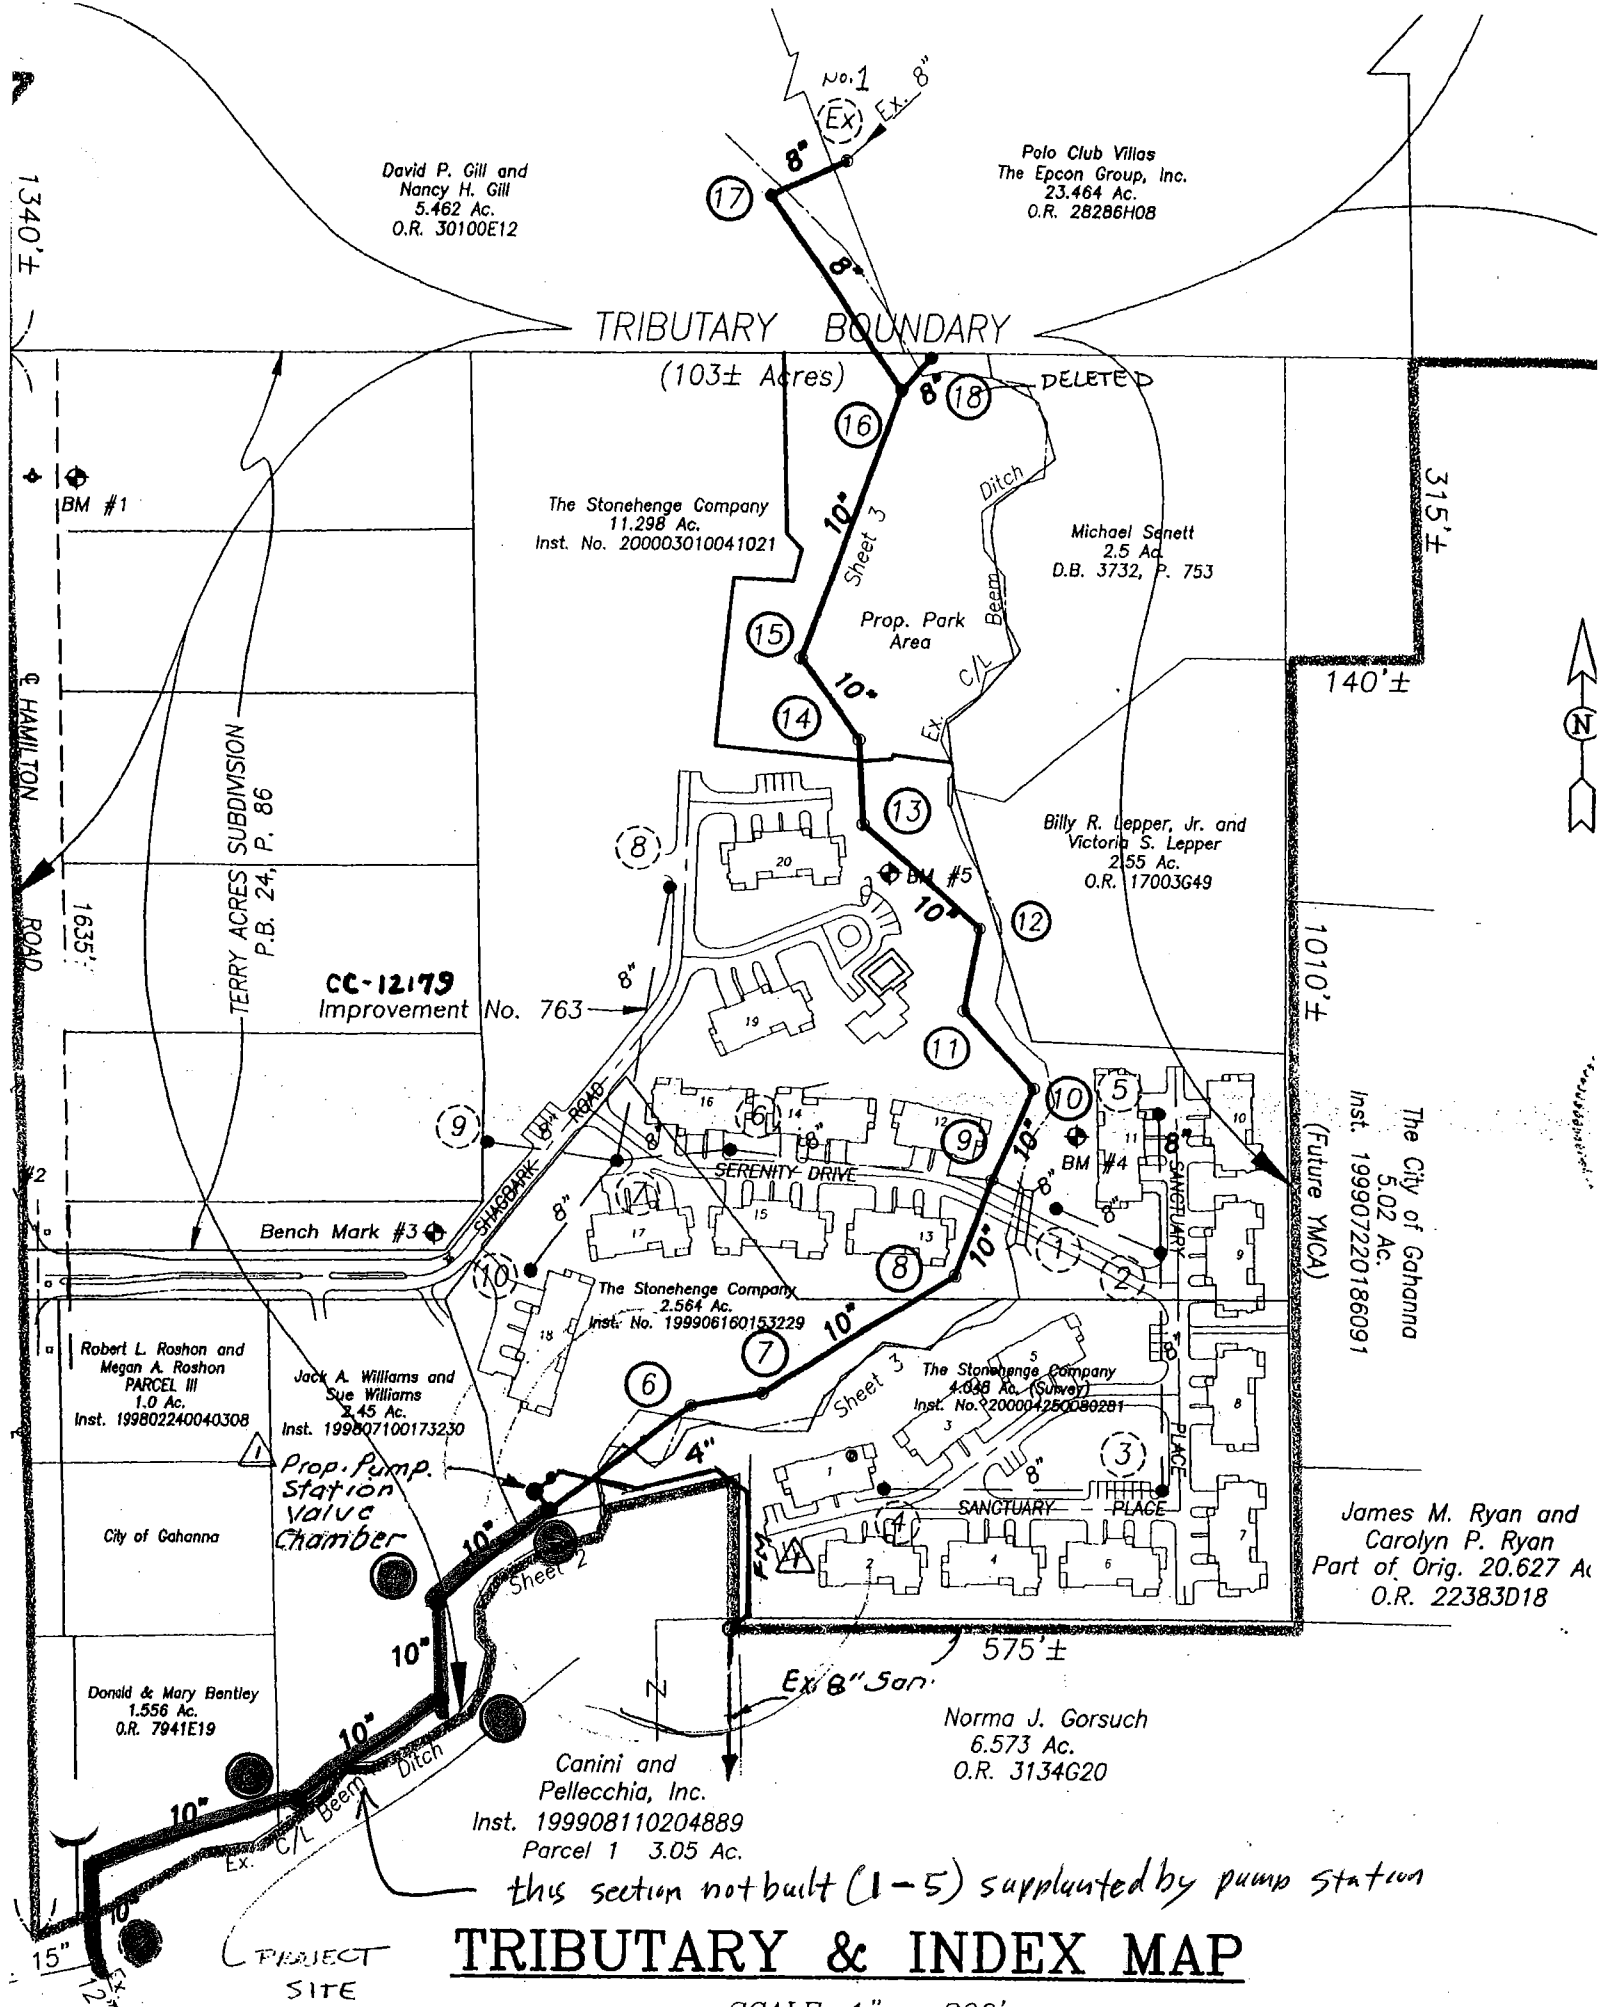 No.1
Ex
Ex. 8"
8"
17
David P. Gill and
Nancy H. Gill
5.462 Ac.
O.R. 30100E12
Polo Club Villas
The Epcon Group, Inc.
23.464 Ac.
O.R. 28286H08
1340'±
8"
TRIBUTARY BOUNDARY
(103± Acres)
8"
18
DELETED
16
BM #1
10"
Sheet 3
Ditch
315'±
The Stonehenge Company
11.298 Ac.
Inst. No. 200003010041021
Michael Senett
2.5 Ac.
D.B. 3732, P. 753
15
Prop. Park
Area
Beem
C/L
Ex.
140'±
10"
14
N
℄ HAMILTON
ROAD
1635'±
TERRY ACRES SUBDIVISION
P.B. 24, P. 86
13
8
20
Billy R. Lepper, Jr. and
Victoria S. Lepper
2.55 Ac.
O.R. 17003G49
BM #5
10"
12
1010'±
CC-12179
Improvement No. 763
8"
19
11
10
5
The City of Gahanna
5.02 Ac.
Inst. 199907220186091
(Future YMCA)
9
8"
SHAGBARK ROAD
16
6
14
12
9
10"
11
10
8"
8"
8"
BM #4
#2
SERENITY DRIVE
SANCTUARY
7
8"
17
15
13
8"
8"
9
Bench Mark #3
10
8
10"
1
2
The Stonehenge Company
2.564 Ac.
Inst. No. 199906160153229
18
10"
7
6
Robert L. Roshon and
Megan A. Roshon
PARCEL III
1.0 Ac.
Inst. 199802240040308
Jack A. Williams and
Sue Williams
2.45 Ac.
Inst. 199807100173230
Sheet 3
5
The Stonehenge Company
4.038 Ac. (Survey)
Inst. No. 200004250080281
8"
8
3
1
3
PLACE
1
Prop. Pump.
Station
Valve
Chamber
4"
8"
SANCTUARY PLACE
City of Gahanna
10"
Sheet 2
FM
1
4
2
4
6
7
James M. Ryan and
Carolyn P. Ryan
Part of Orig. 20.627 Ac
O.R. 22383D18
10"
575'±
Donald & Mary Bentley
1.556 Ac.
O.R. 7941E19
Ex. 8" San.
Norma J. Gorsuch
6.573 Ac.
O.R. 3134G20
10"
Ditch
Beem
C/L
Ex.
10"
Canini and
Pellecchia, Inc.
Inst. 199908110204889
Parcel 1 3.05 Ac.
this section not built (1-5) supplanted by pump station
10"
15"
Ex.
12"
PROJECT
SITE
TRIBUTARY & INDEX MAP